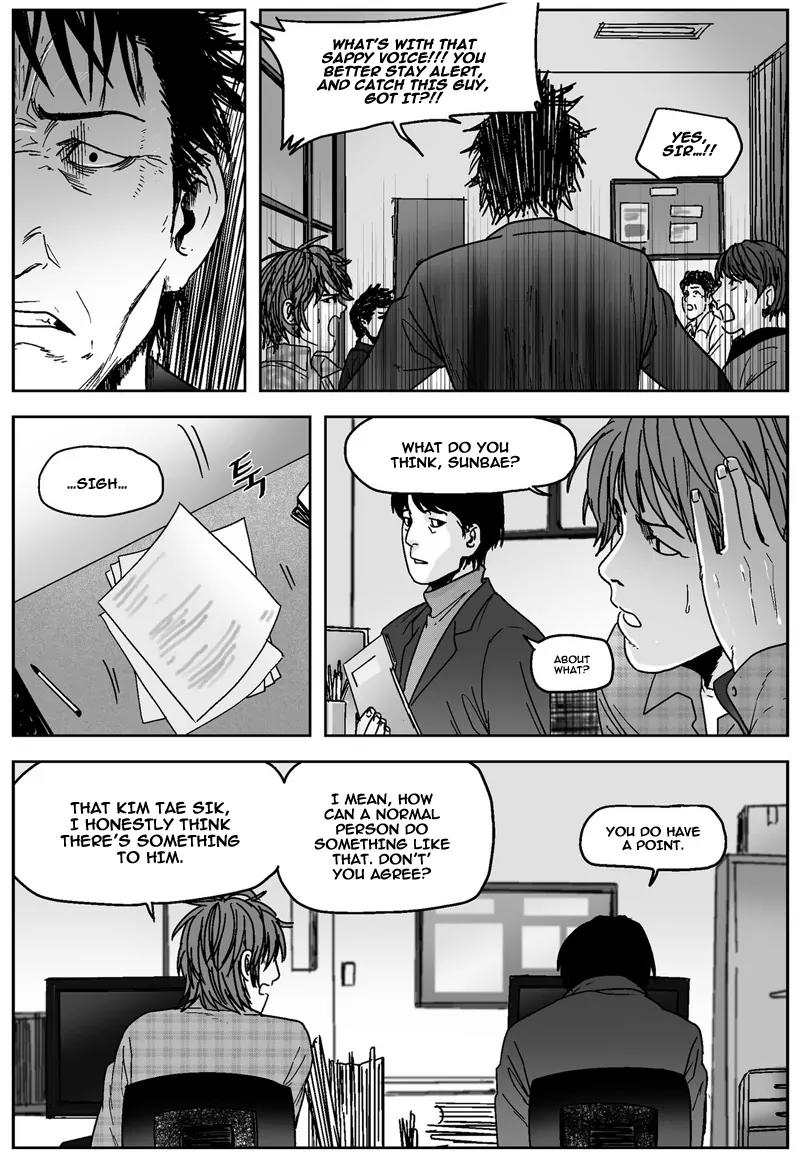 WHAT'S WITH THAT
SAPPY VOICE!!! YOU
BETTER STAY ALERT,
AND CATCH THIS GUY,
GOT IT?!!
YES,
SIR...!!
...SIGH...
툭
WHAT DO YOU
THINK, SUNBAE?
ABOUT
WHAT?
THAT KIM TAE SIK,
I HONESTLY THINK
THERE'S SOMETHING
TO HIM.
I MEAN, HOW
CAN A NORMAL
PERSON DO
SOMETHING LIKE
THAT. DON'T'
YOU AGREE?
YOU DO HAVE
A POINT.